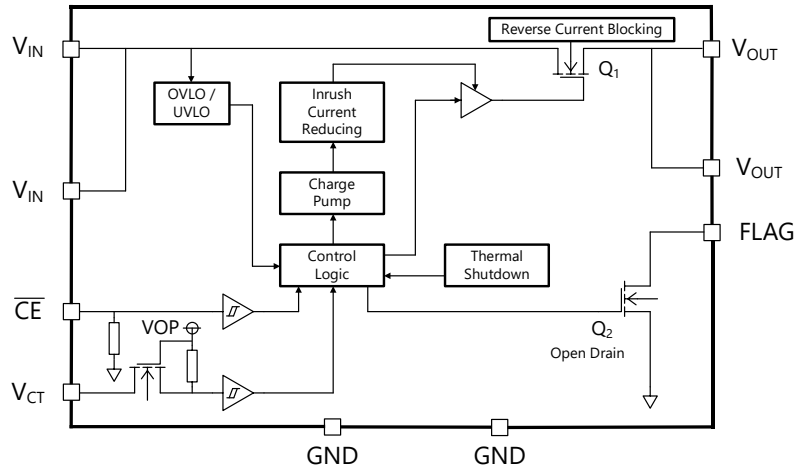 Reverse Current Blocking
VIN
Q1
VOUT
OVLO /
UVLO
Inrush
Current
Reducing
VIN
Charge
Pump
VOUT
FLAG
Control
Logic
Thermal
Shutdown
CE
VOP
Q2
Open Drain
VCT
GND
GND